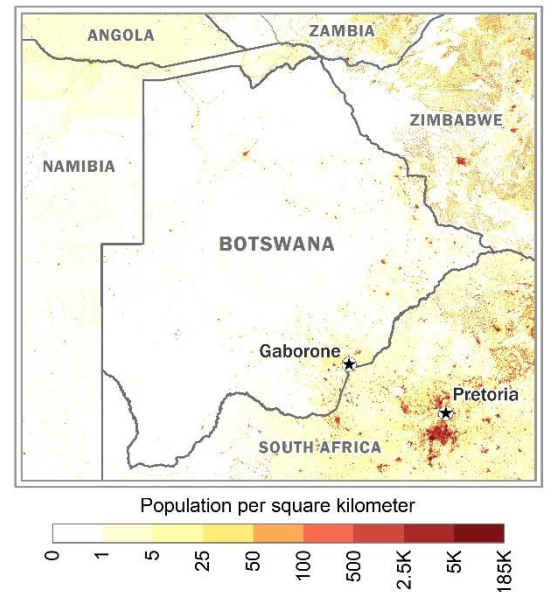 ANGOLA
ZAMBIA
ZIMBABWE
NAMIBIA
BOTSWANA
Gaborone
Pretoria
SOUTH AFRICA
Population per square kilometer
0 1 5 25 50 100 500 2.5K 5K 185K